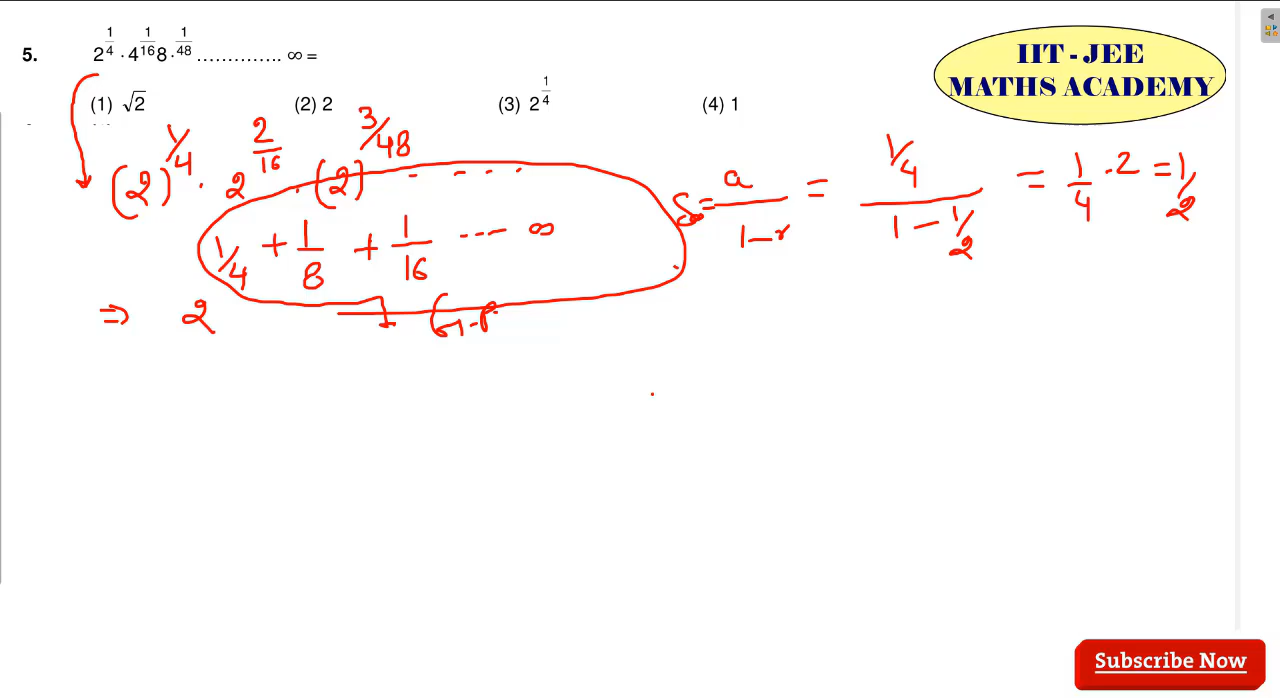 5. 2^{1/4} · 4^{1/16} 8 ·^{1/48} .............. ∞ =
(1) √2 (2) 2 (3) 2^{1/4} (4) 1
IIT - JEE
MATHS ACADEMY
(2)^{1/4} · 2^{2/16} · (2)^{3/48} - - - - -
1/4 + 1/8 + 1/16 ---- ∞
S∞ = a/(1-r) = (1/4)/(1 - 1/2) = 1/4 · 2 = 1/2
⇒ 2 G.P.
Subscribe Now